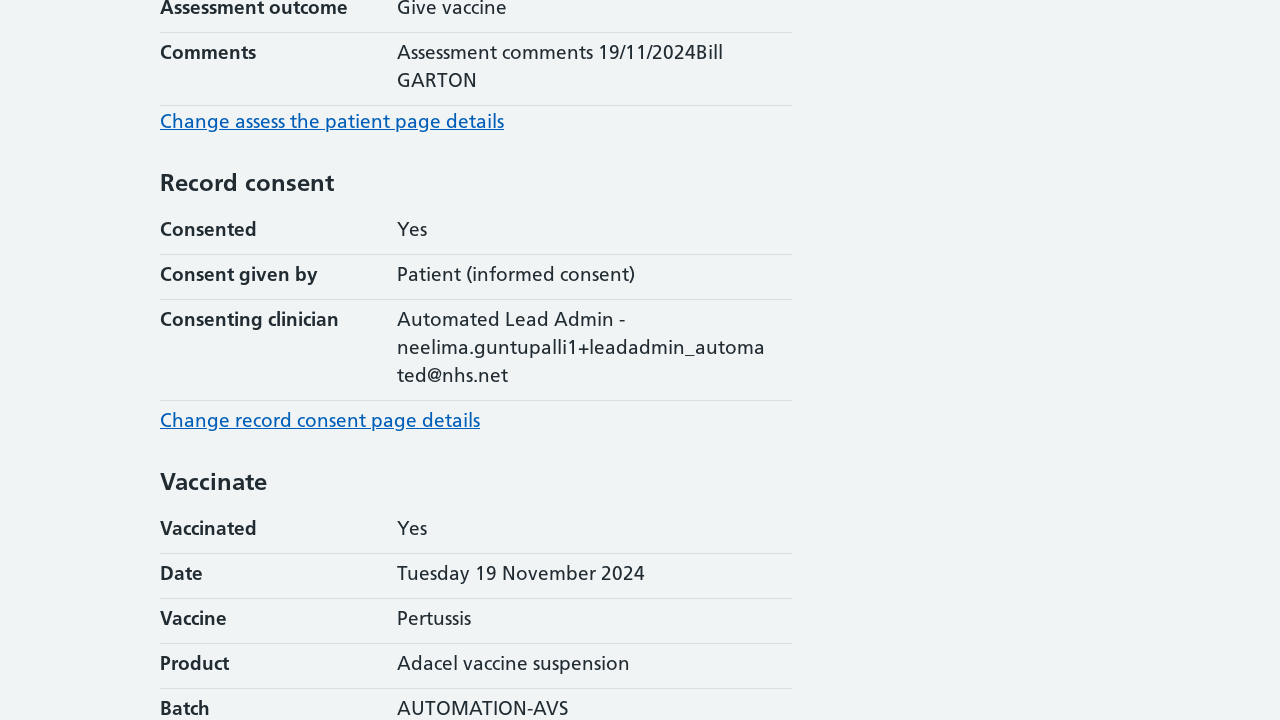 Assessment outcome Give vaccine
Comments Assessment comments 19/11/2024Bill
GARTON
Change assess the patient page details
Record consent
Consented Yes
Consent given by Patient (informed consent)
Consenting clinician Automated Lead Admin -
neelima.guntupalli1+leadadmin_automa
ted@nhs.net
Change record consent page details
Vaccinate
Vaccinated Yes
Date Tuesday 19 November 2024
Vaccine Pertussis
Product Adacel vaccine suspension
Batch AUTOMATION-AVS